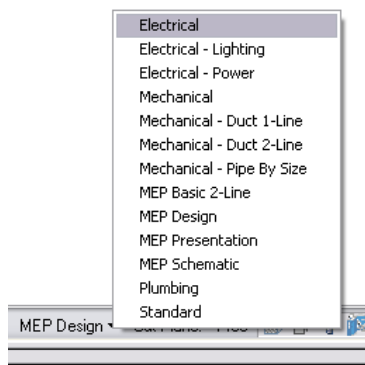 Electrical
Electrical - Lighting
Electrical - Power
Mechanical
Mechanical - Duct 1-Line
Mechanical - Duct 2-Line
Mechanical - Pipe By Size
MEP Basic 2-Line
MEP Design
MEP Presentation
MEP Schematic
Plumbing
Standard
MEP Design